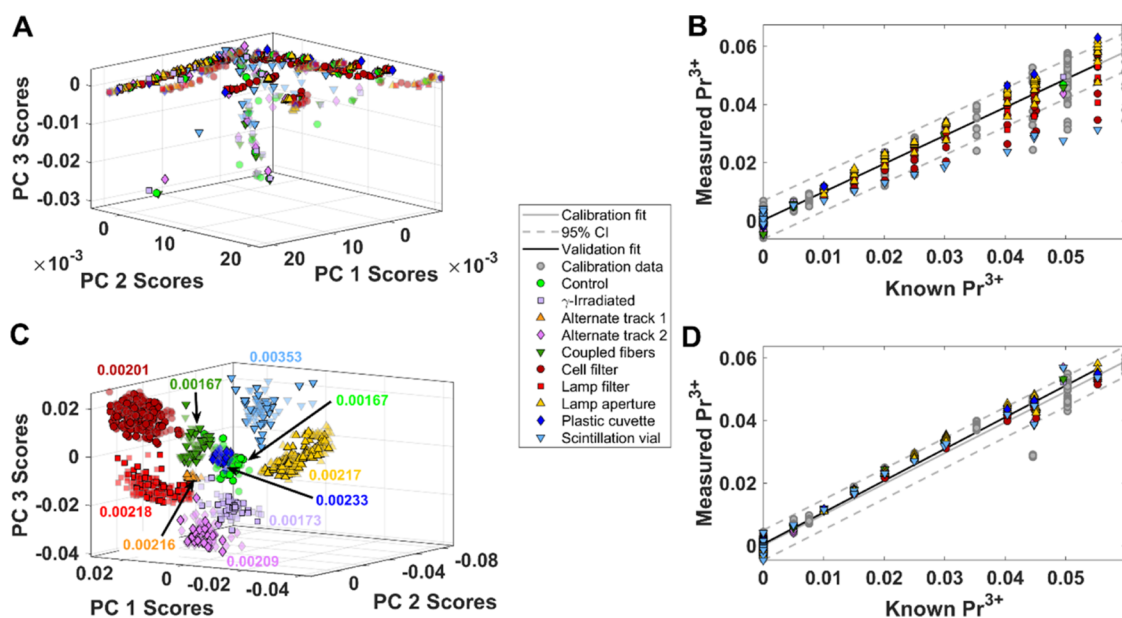 A
PC 3 Scores
0
-0.01
-0.02
-0.03
0
10
20
×10-3
PC 2 Scores
20
10
0
×10-3
PC 1 Scores
B
Measured Pr3+
0.06
0.04
0.02
0
0 0.01 0.02 0.03 0.04 0.05
Known Pr3+
Calibration fit
95% CI
Validation fit
Calibration data
Control
γ-Irradiated
Alternate track 1
Alternate track 2
Coupled fibers
Cell filter
Lamp filter
Lamp aperture
Plastic cuvette
Scintillation vial
C
PC 3 Scores
0.02
0
-0.02
-0.04
0.00201
0.00167
0.00353
0.00167
0.00217
0.00233
0.00173
0.00218
0.00216
0.00209
0.02
0
-0.02
-0.04
PC 1 Scores
0
-0.04
-0.08
PC 2 Scores
D
Measured Pr3+
0.06
0.04
0.02
0
0 0.01 0.02 0.03 0.04 0.05
Known Pr3+